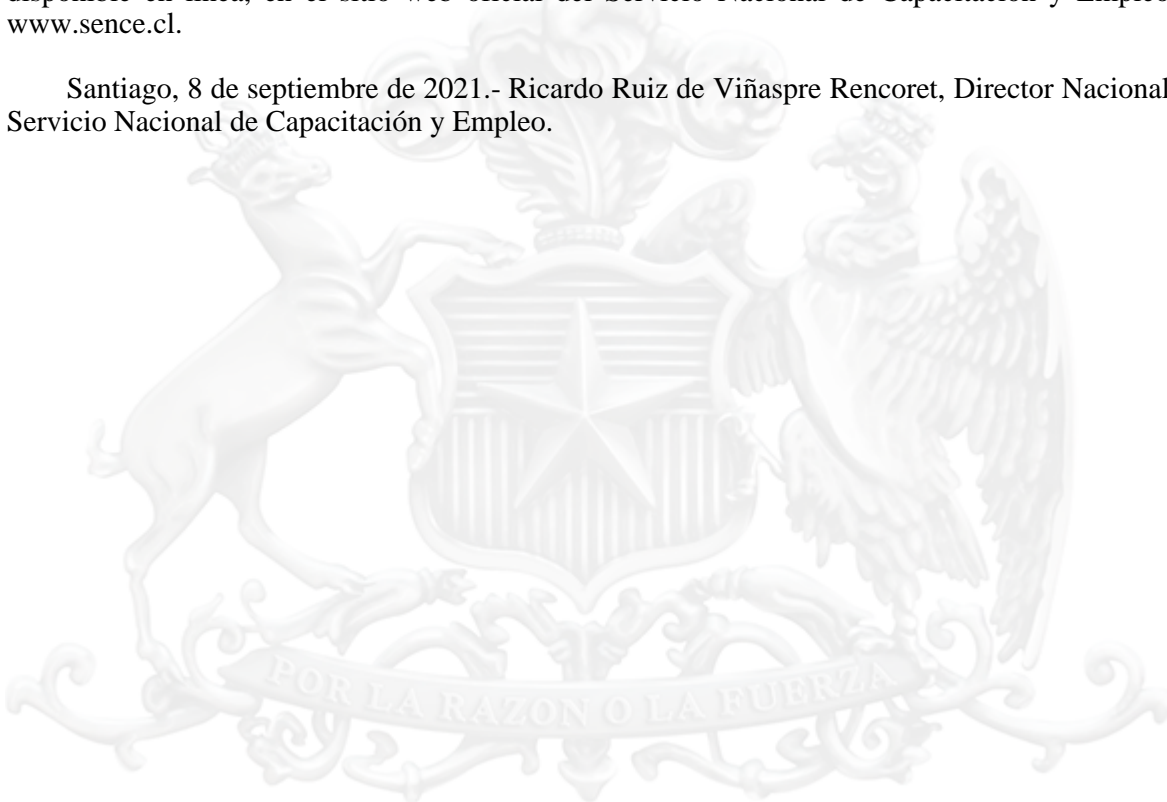 disponible en línea, en el sitio web oficial del Servicio Nacional de Capacitación y Empleo
www.sence.cl.
Santiago, 8 de septiembre de 2021.- Ricardo Ruiz de Viñaspre Rencoret, Director Nacional
Servicio Nacional de Capacitación y Empleo.
POR LA RAZON O LA FUERZA